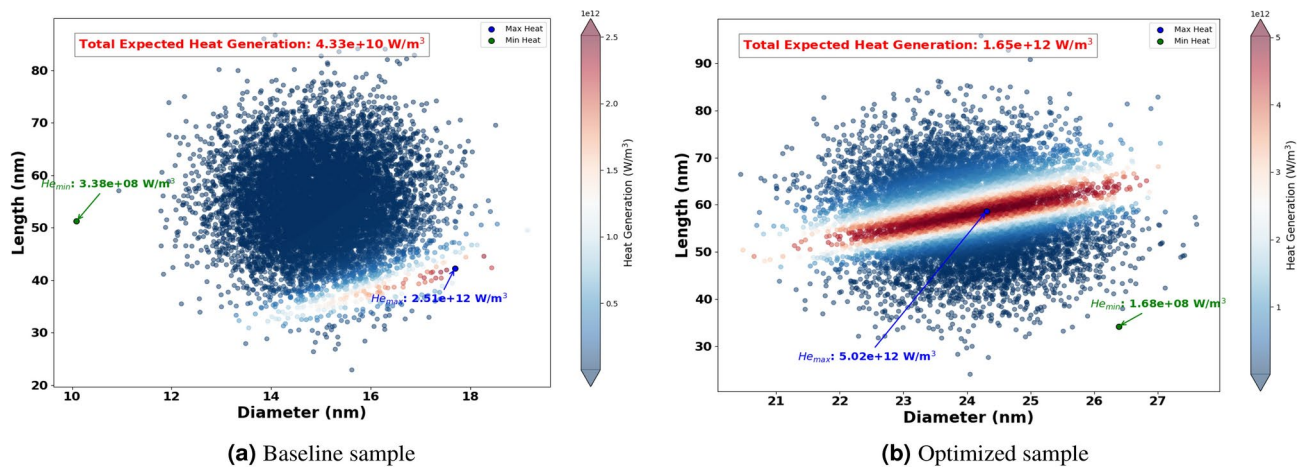 1e12
Total Expected Heat Generation: 4.33e+10 W/m³
Max Heat
Min Heat
2.5
2.0
1.5
1.0
0.5
Heat Generation (W/m³)
80
70
60
50
40
30
20
Length (nm)
He_min: 3.38e+08 W/m³
He_max: 2.51e+12 W/m³
10
12
14
16
18
Diameter (nm)
(a) Baseline sample
1e12
Total Expected Heat Generation: 1.65e+12 W/m³
Max Heat
Min Heat
5
4
3
2
1
Heat Generation (W/m³)
90
80
70
60
50
40
30
Length (nm)
He_min: 1.68e+08 W/m³
He_max: 5.02e+12 W/m³
21
22
23
24
25
26
27
Diameter (nm)
(b) Optimized sample